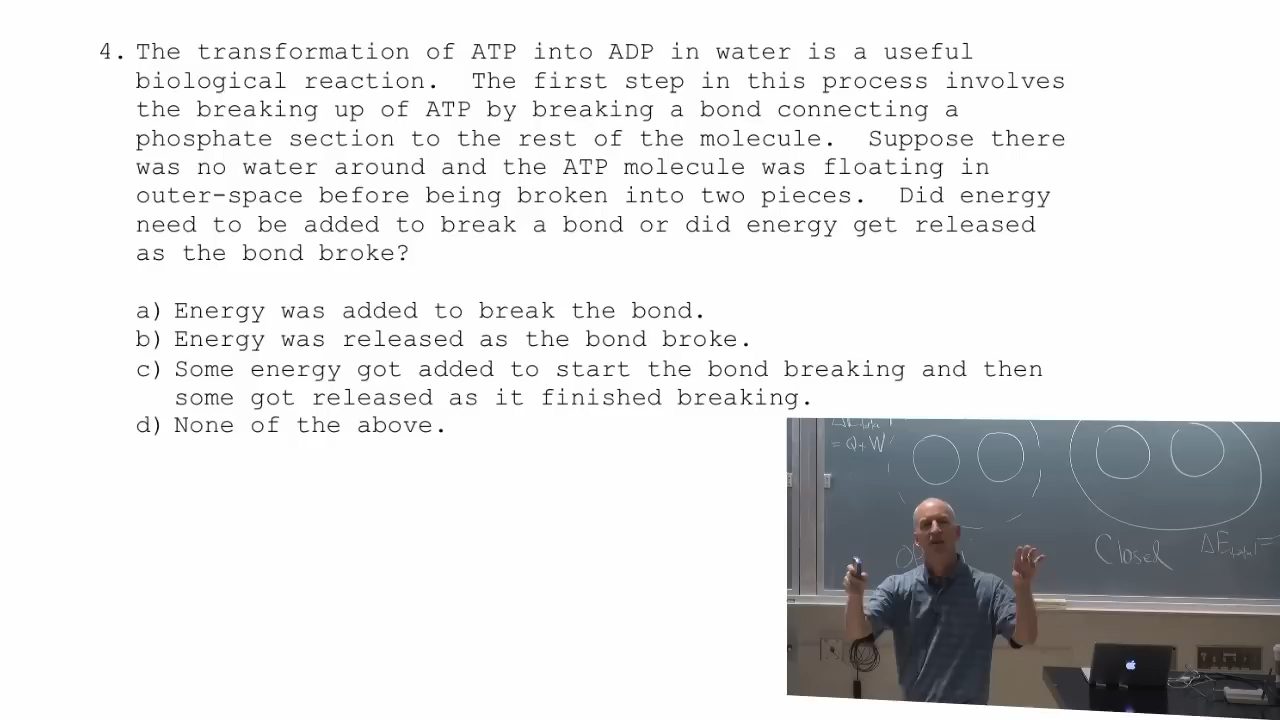 4. The transformation of ATP into ADP in water is a useful
biological reaction. The first step in this process involves
the breaking up of ATP by breaking a bond connecting a
phosphate section to the rest of the molecule. Suppose there
was no water around and the ATP molecule was floating in
outer-space before being broken into two pieces. Did energy
need to be added to break a bond or did energy get released
as the bond broke?
a) Energy was added to break the bond.
b) Energy was released as the bond broke.
c) Some energy got added to start the bond breaking and then
some got released as it finished breaking.
d) None of the above.
= Q+W
Closed